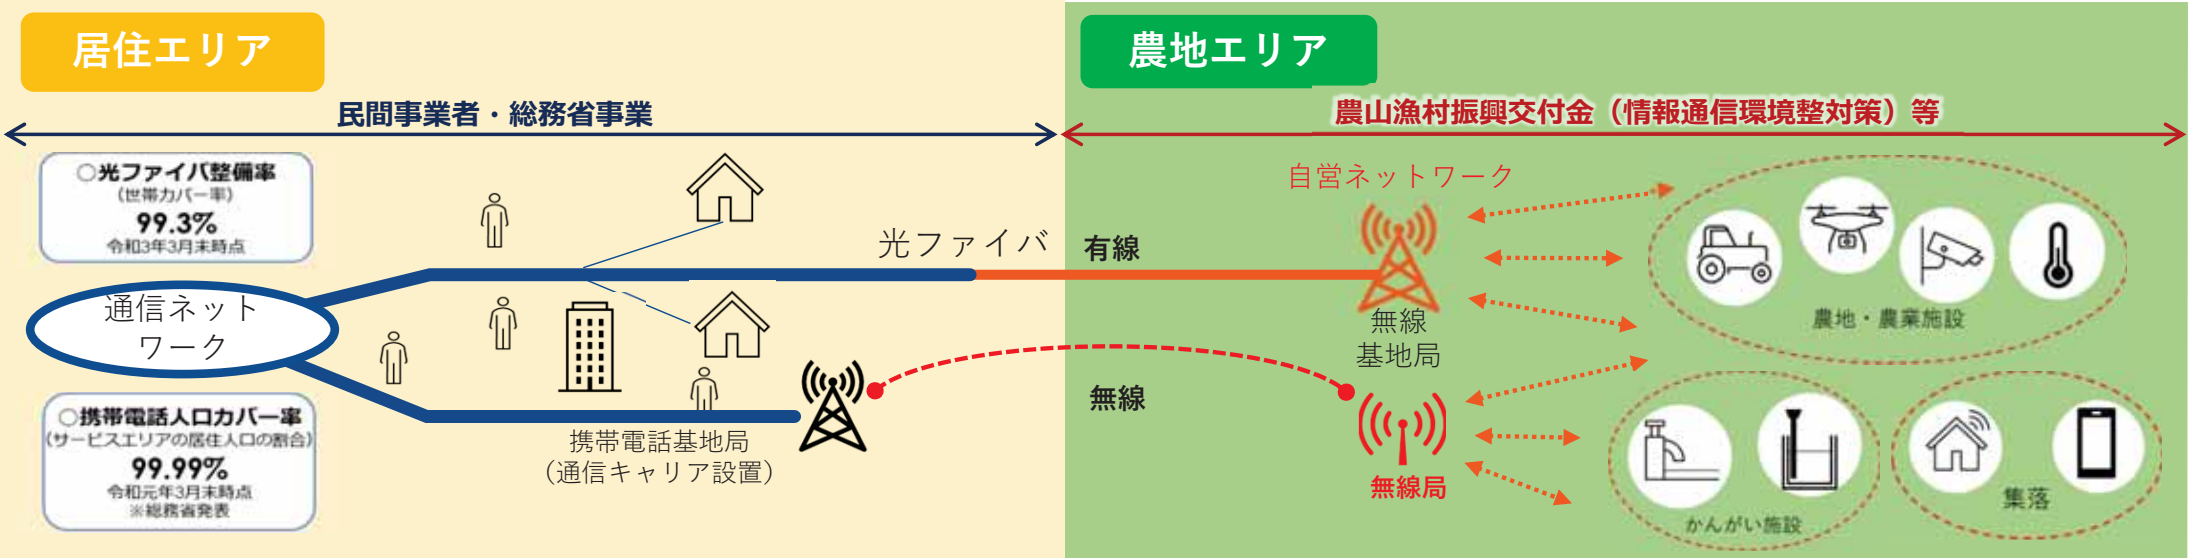 居住エリア
農地エリア
民間事業者・総務省事業
農山漁村振興交付金（情報通信環境整対策）等
○光ファイバ整備率
（世帯カバー率）
99.3%
令和3年3月末時点
自営ネットワーク
光ファイバ
有線
通信ネット
ワーク
無線
基地局
農地・農業施設
無線
○携帯電話人口カバー率
（サービスエリアの居住人口の割合）
99.99%
令和元年3月末時点
※総務省発表
携帯電話基地局
（通信キャリア設置）
無線局
かんがい施設
集落